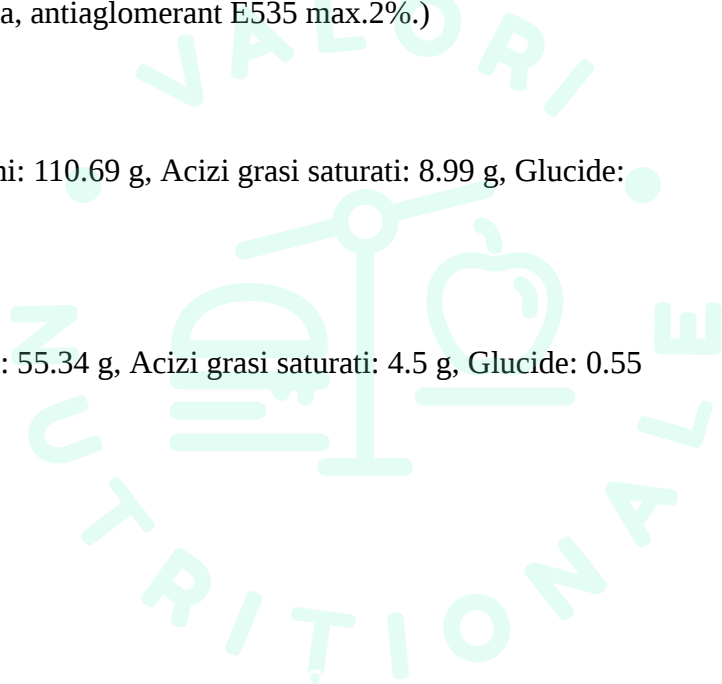 a, antiaglomerant E535 max.2%.)
VALORI
ni: 110.69 g, Acizi grasi saturati: 8.99 g, Glucide:
: 55.34 g, Acizi grasi saturati: 4.5 g, Glucide: 0.55
NUTRITIONALE